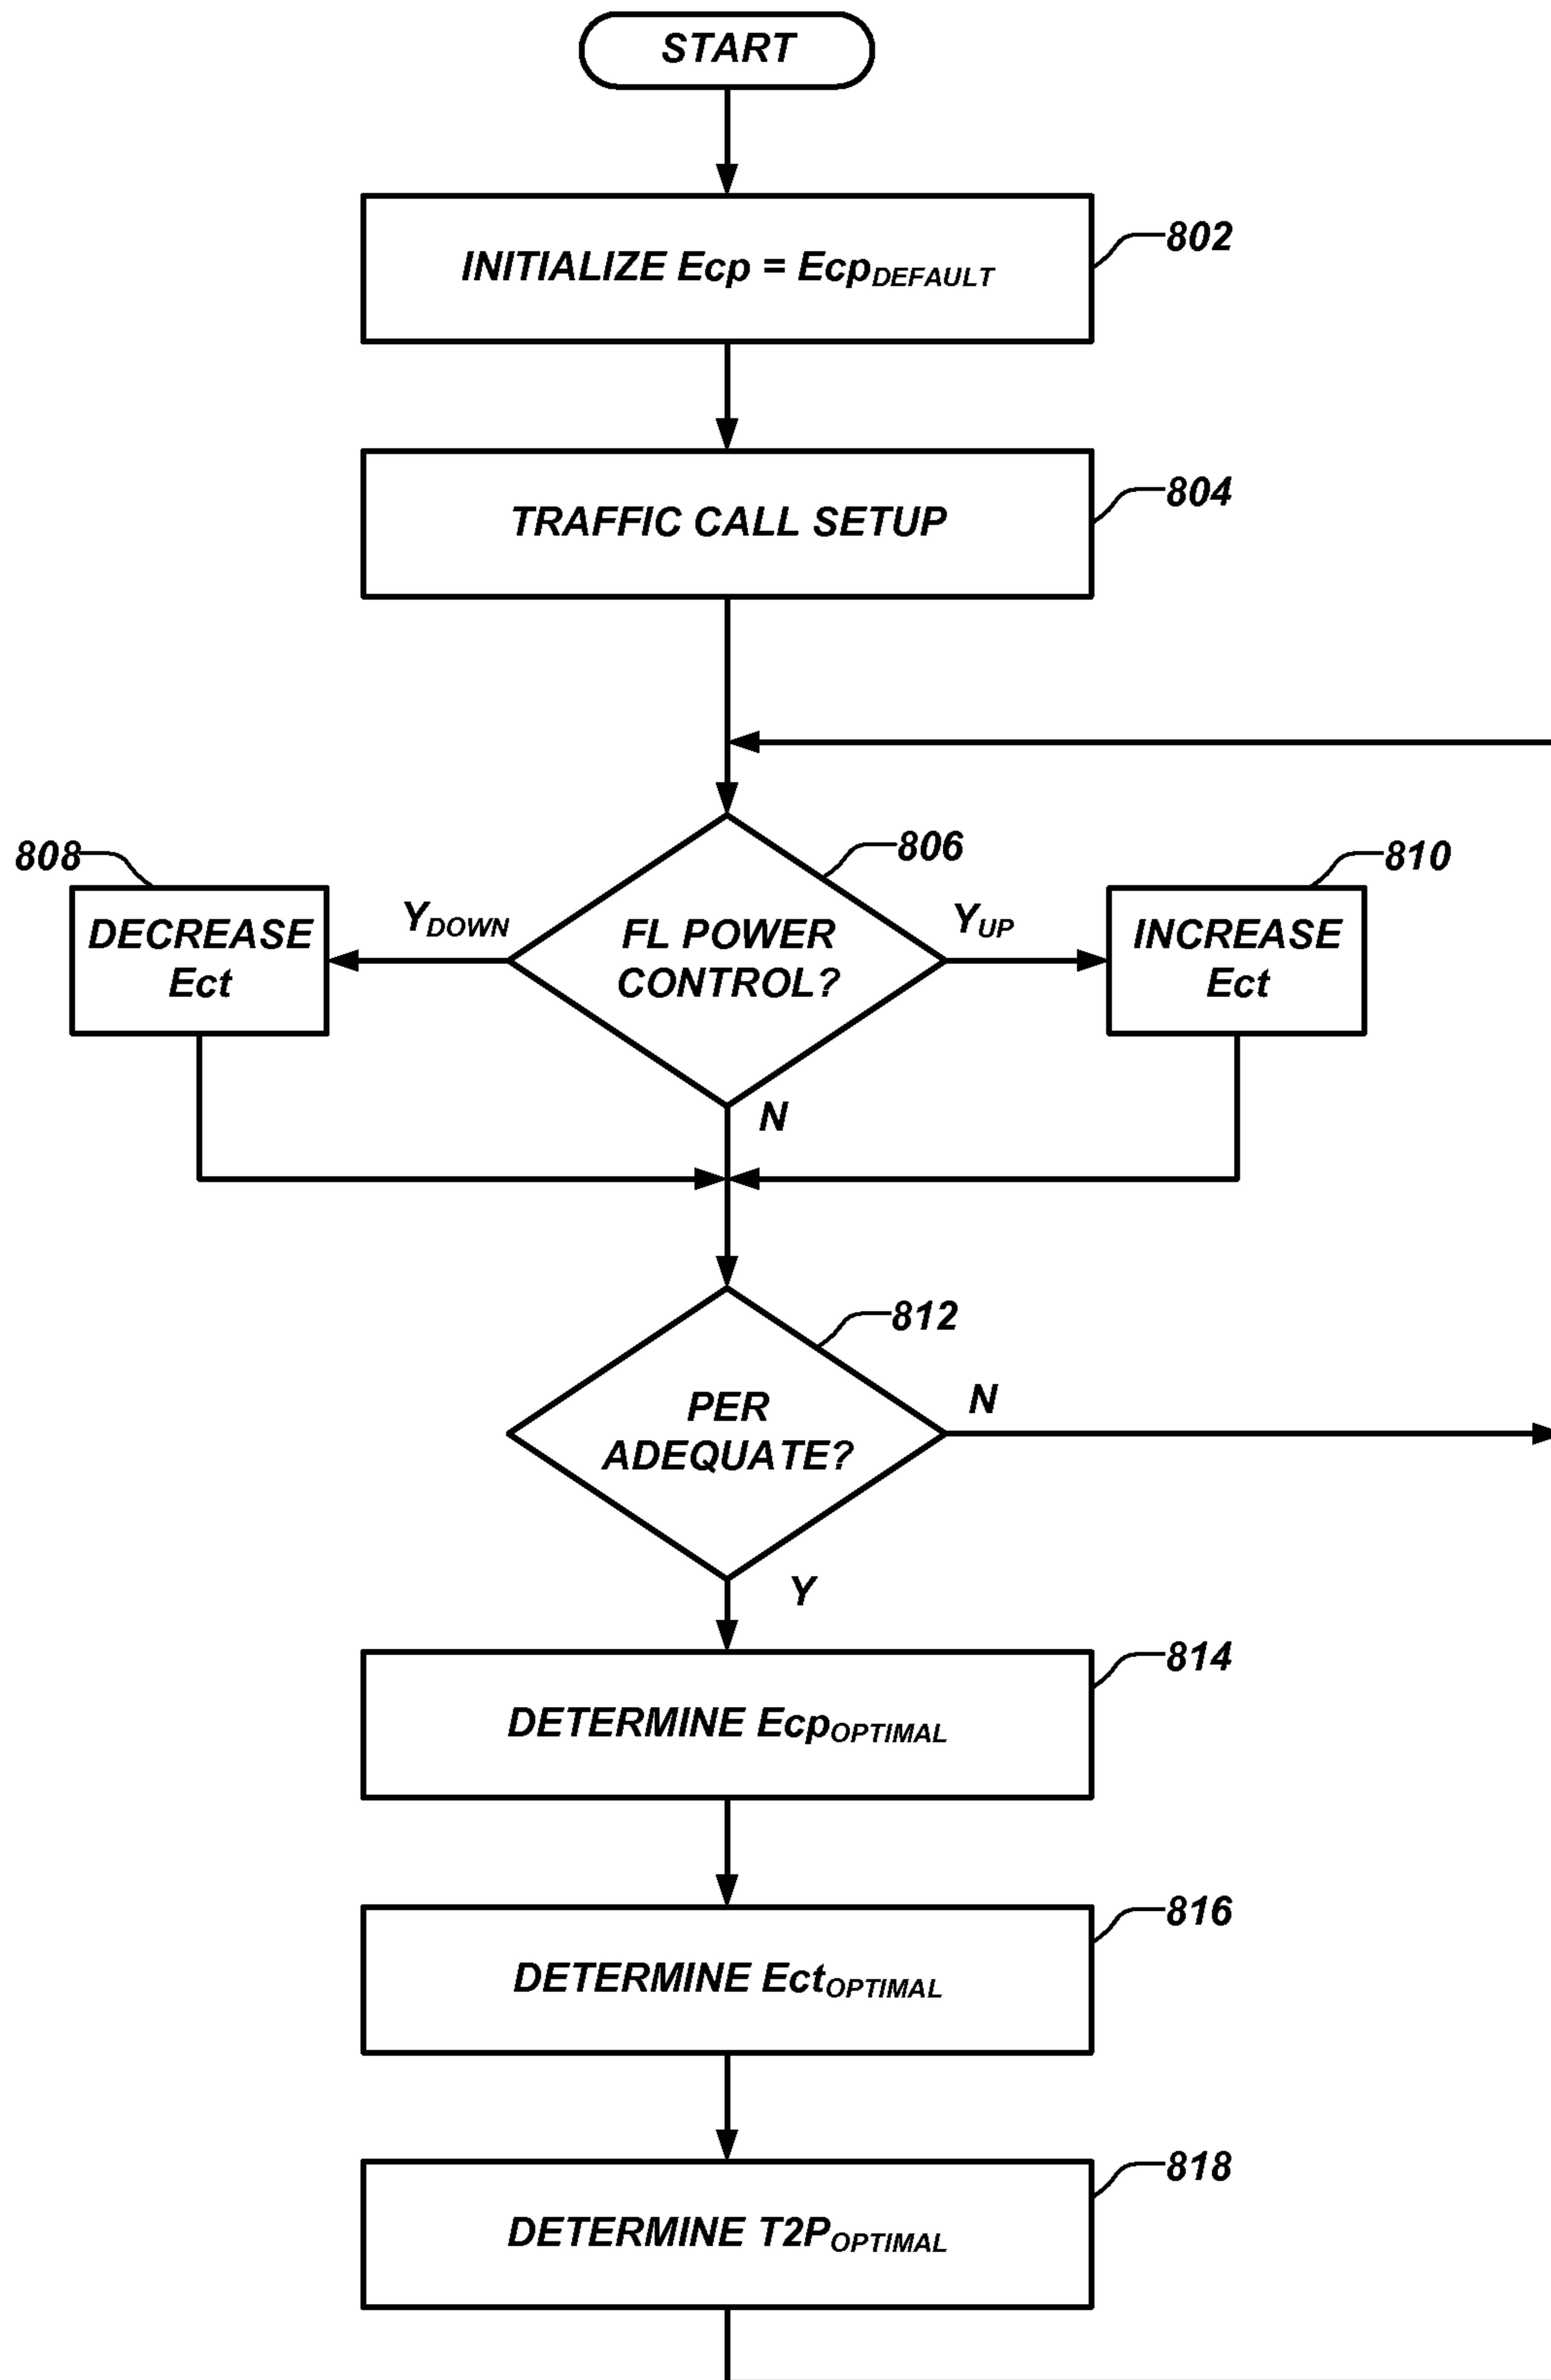 START
INITIALIZE Ecp = EcpDEFAULT
802
TRAFFIC CALL SETUP
804
806
808
810
DECREASE
Ect
YDOWN
FL POWER
CONTROL?
YUP
INCREASE
Ect
N
812
PER
ADEQUATE?
N
Y
814
DETERMINE EcpOPTIMAL
816
DETERMINE EctOPTIMAL
818
DETERMINE T2POPTIMAL